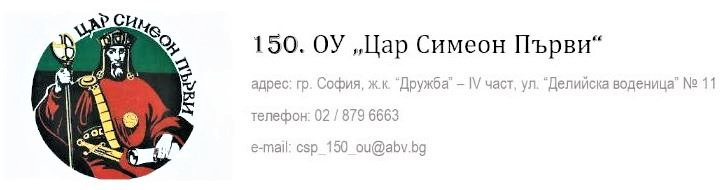 ЦАР СИМЕОН ПЪРВИ
150. ОУ „Цар Симеон Първи“
адрес: гр. София, ж.к. “Дружба” – IV част, ул. “Делийска воденица” № 11
телефон: 02 / 879 6663
e-mail: csp_150_ou@abv.bg